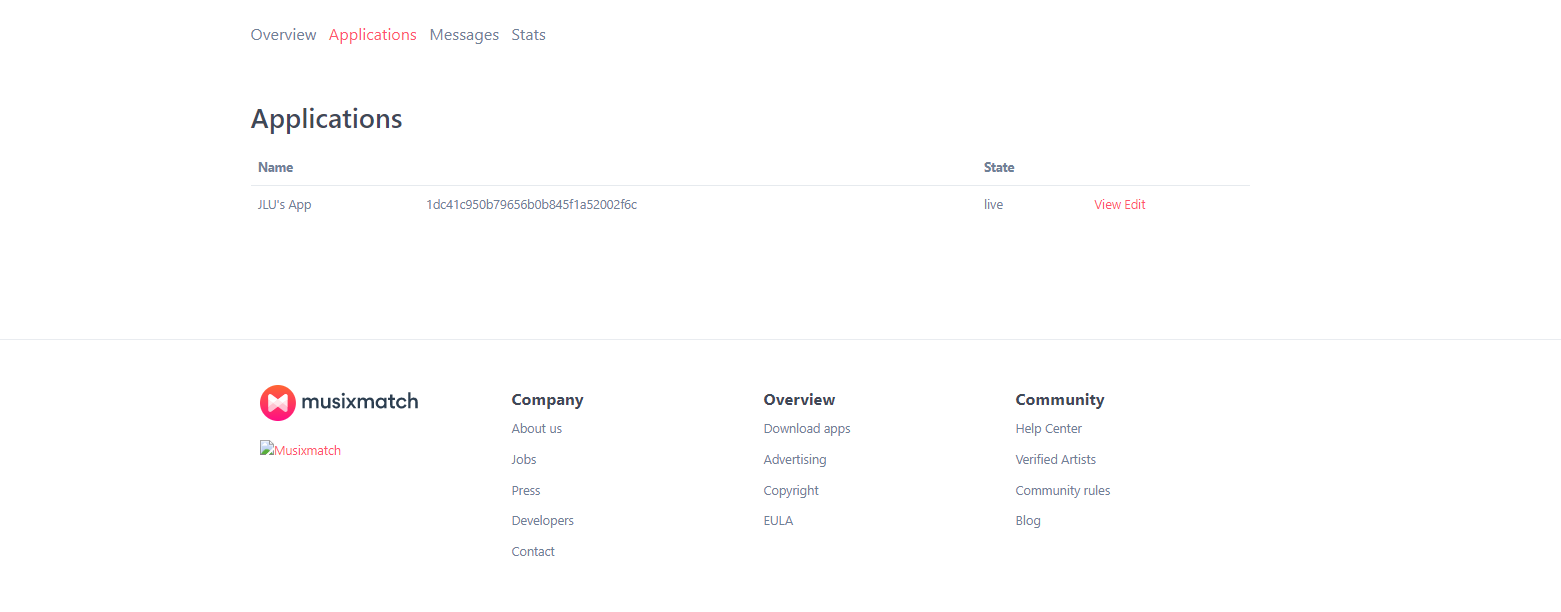 Overview Applications Messages Stats
Applications
Name State
JLU's App 1dc41c950b79656b0b845f1a52002f6c live View Edit
musixmatch
Musixmatch
Company
About us
Jobs
Press
Developers
Contact
Overview
Download apps
Advertising
Copyright
EULA
Community
Help Center
Verified Artists
Community rules
Blog